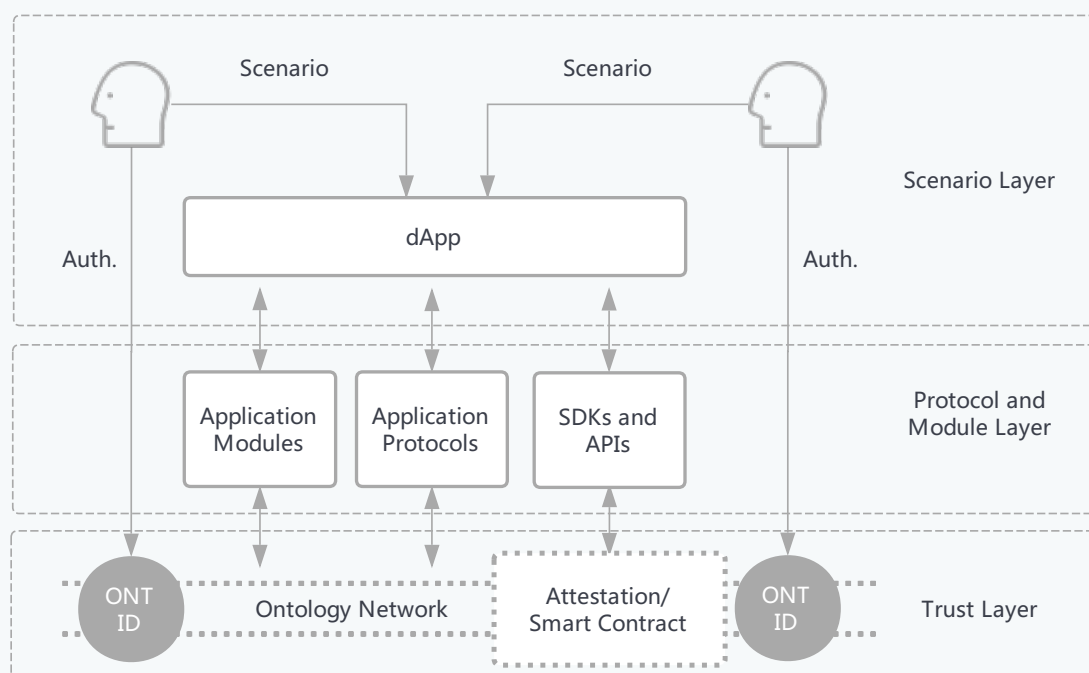 Scenario
Scenario
Scenario Layer
dApp
Auth.
Auth.
Application
Modules
Application
Protocols
SDKs and
APIs
Protocol and
Module Layer
ONT
ID
Ontology Network
Attestation/
Smart Contract
ONT
ID
Trust Layer